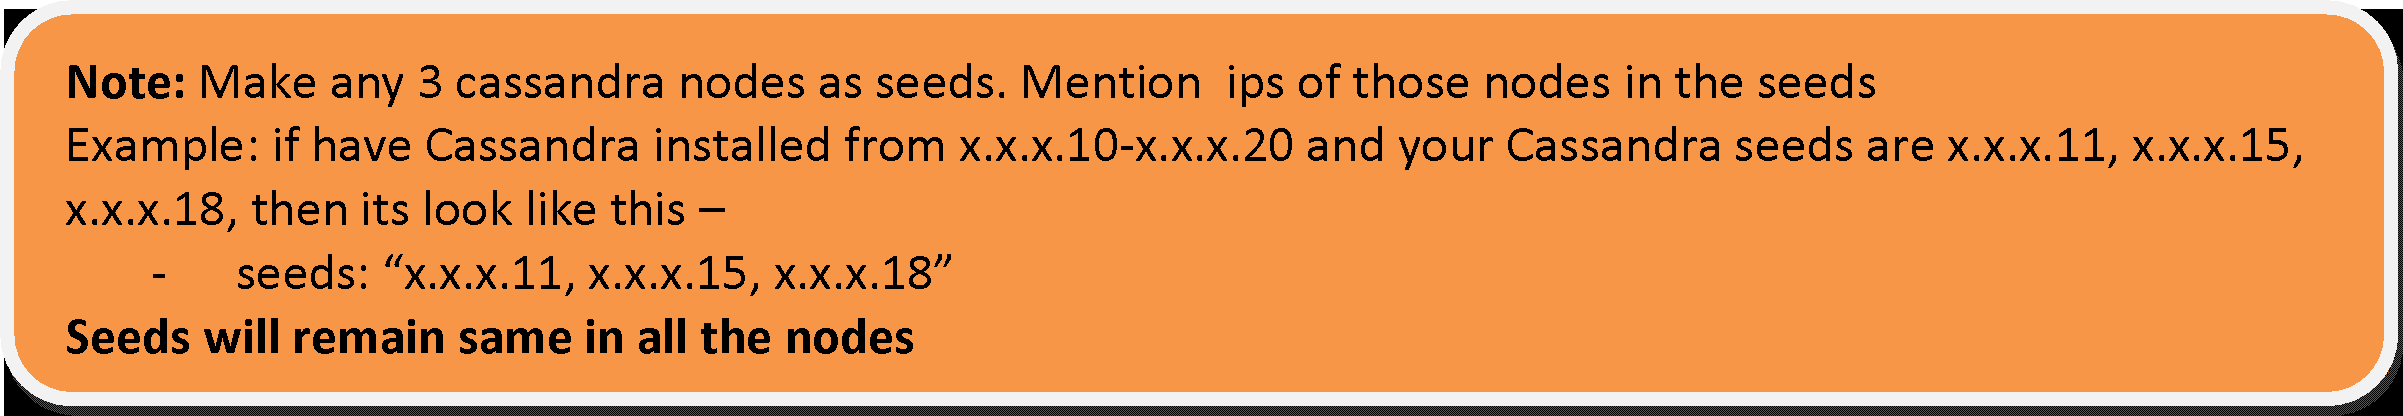 Note: Make any 3 cassandra nodes as seeds. Mention  ips of those nodes in the seeds
Example: if have Cassandra installed from x.x.x.10-x.x.x.20 and your Cassandra seeds are x.x.x.11, x.x.x.15,
x.x.x.18, then its look like this –
- seeds: “x.x.x.11, x.x.x.15, x.x.x.18”
Seeds will remain same in all the nodes